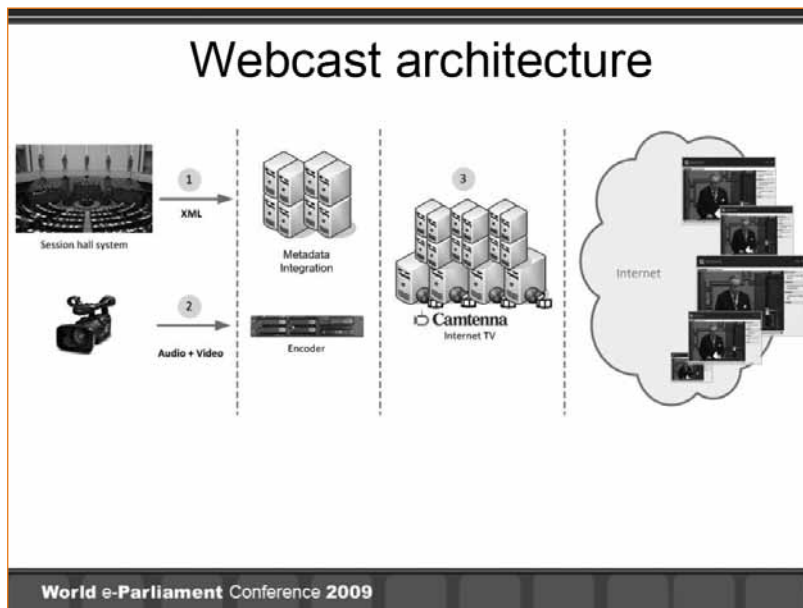 Webcast architecture
1
XML
Session hall system
Metadata
Integration
2
Audio + Video
Encoder
3
Camtenna
Internet TV
Internet
World e-Parliament Conference 2009